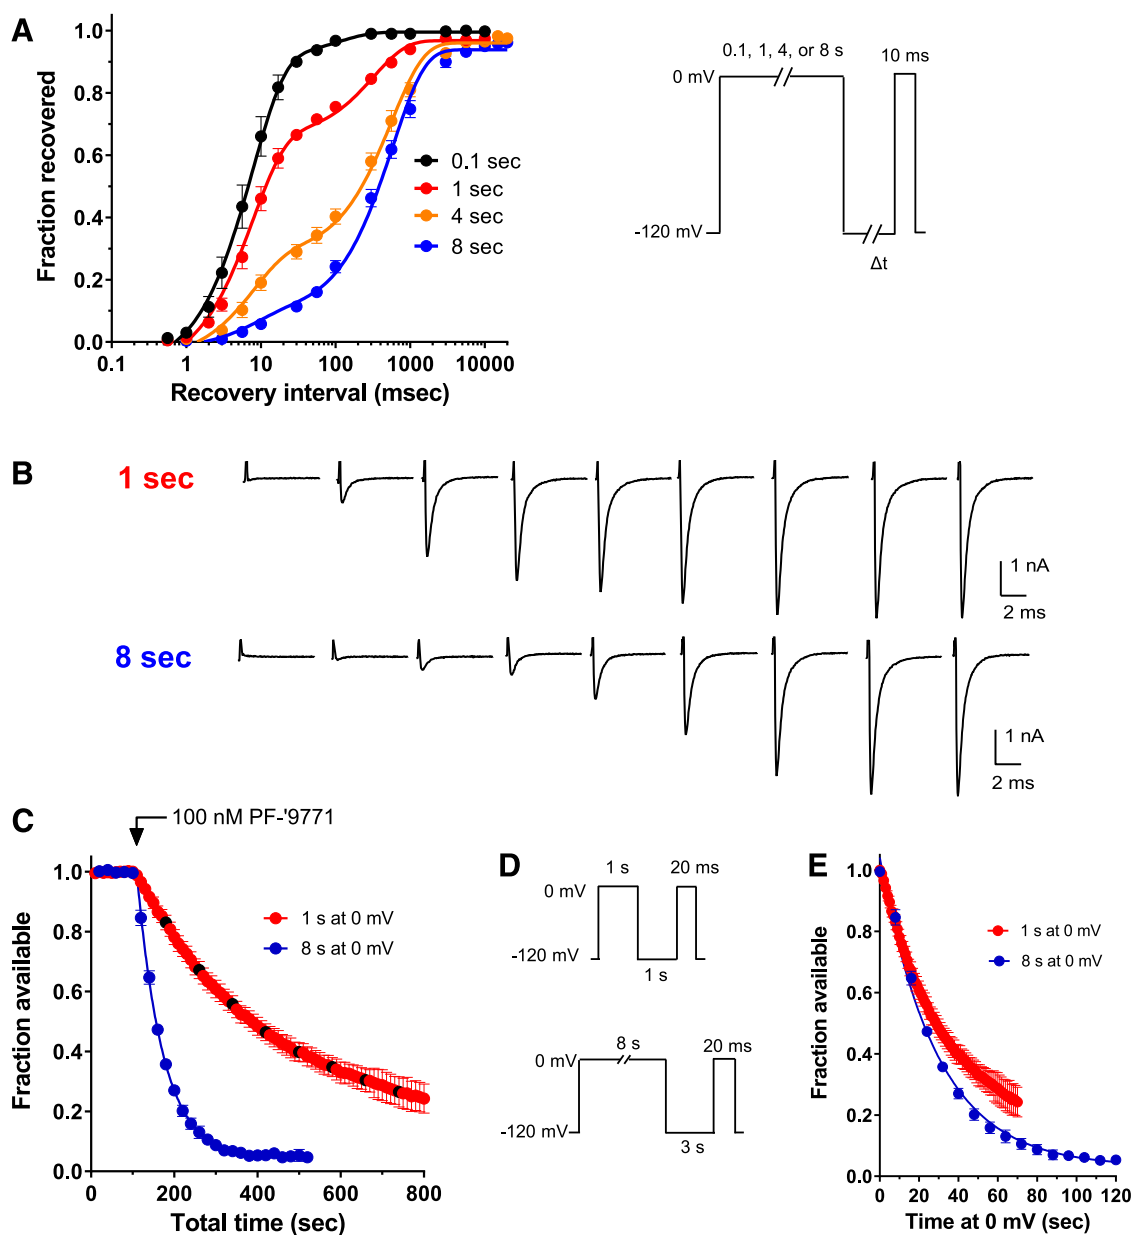 A
Fraction recovered
1.0
0.8
0.6
0.4
0.2
0.0
0.1
1
10
100
1000
10000
Recovery interval (msec)
0.1 sec
1 sec
4 sec
8 sec
0.1, 1, 4, or 8 s
10 ms
0 mV
-120 mV
Δt
B
1 sec
1 nA
2 ms
8 sec
1 nA
2 ms
C
100 nM PF-'9771
Fraction available
1.0
0.8
0.6
0.4
0.2
0.0
0
200
400
600
800
Total time (sec)
1 s at 0 mV
8 s at 0 mV
D
1 s
20 ms
0 mV
-120 mV
1 s
8 s
20 ms
0 mV
-120 mV
3 s
E
Fraction available
1.0
0.8
0.6
0.4
0.2
0.0
0
20
40
60
80
100
120
Time at 0 mV (sec)
1 s at 0 mV
8 s at 0 mV